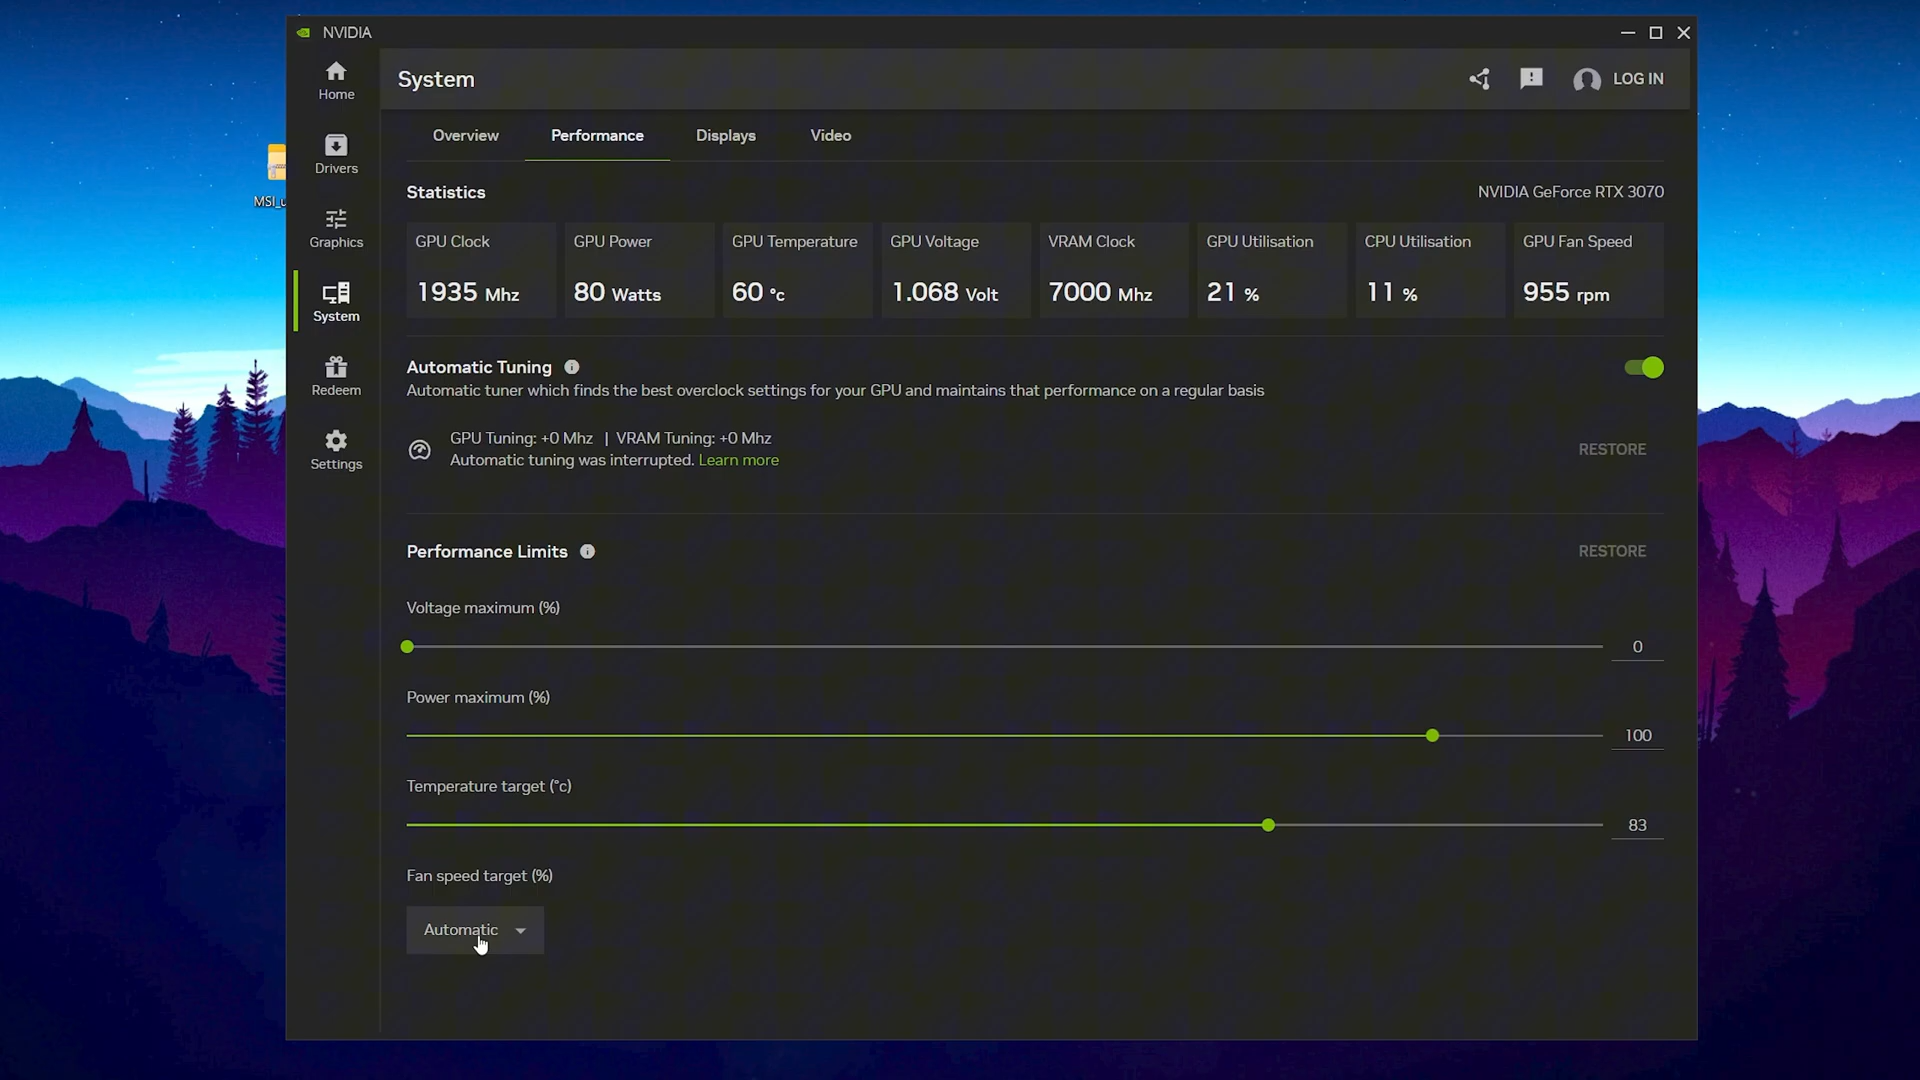 NVIDIA
System
LOG IN
Home
Drivers
Graphics
System
Redeem
Settings
MSI_u
Overview
Performance
Displays
Video
Statistics
NVIDIA GeForce RTX 3070
GPU Clock
1935 Mhz
GPU Power
80 Watts
GPU Temperature
60 °c
GPU Voltage
1.068 Volt
VRAM Clock
7000 Mhz
GPU Utilisation
21 %
CPU Utilisation
11 %
GPU Fan Speed
955 rpm
Automatic Tuning
Automatic tuner which finds the best overclock settings for your GPU and maintains that performance on a regular basis
GPU Tuning: +0 Mhz | VRAM Tuning: +0 Mhz
Automatic tuning was interrupted. Learn more
RESTORE
Performance Limits
RESTORE
Voltage maximum (%)
0
Power maximum (%)
100
Temperature target (°c)
83
Fan speed target (%)
Automatic